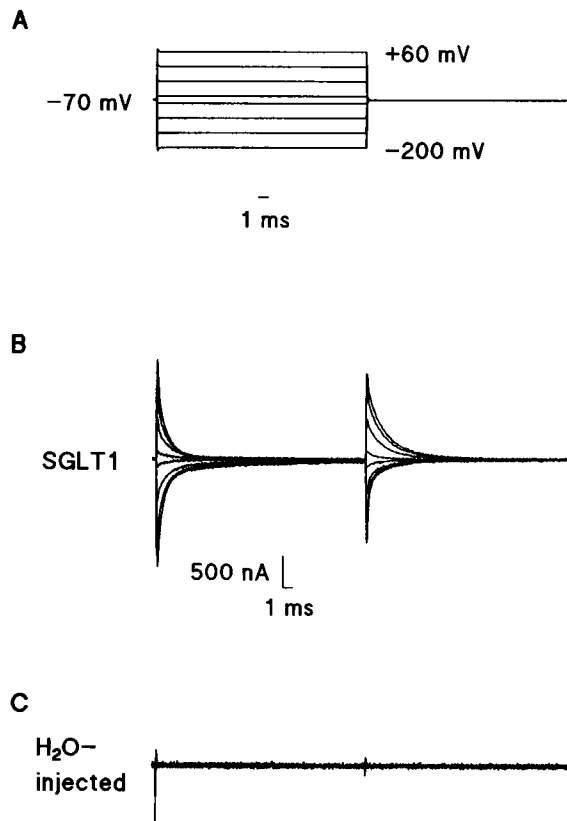 A
+60 mV
−70 mV
−200 mV
1 ms
B
SGLT1
500 nA
1 ms
C
H₂O−
injected